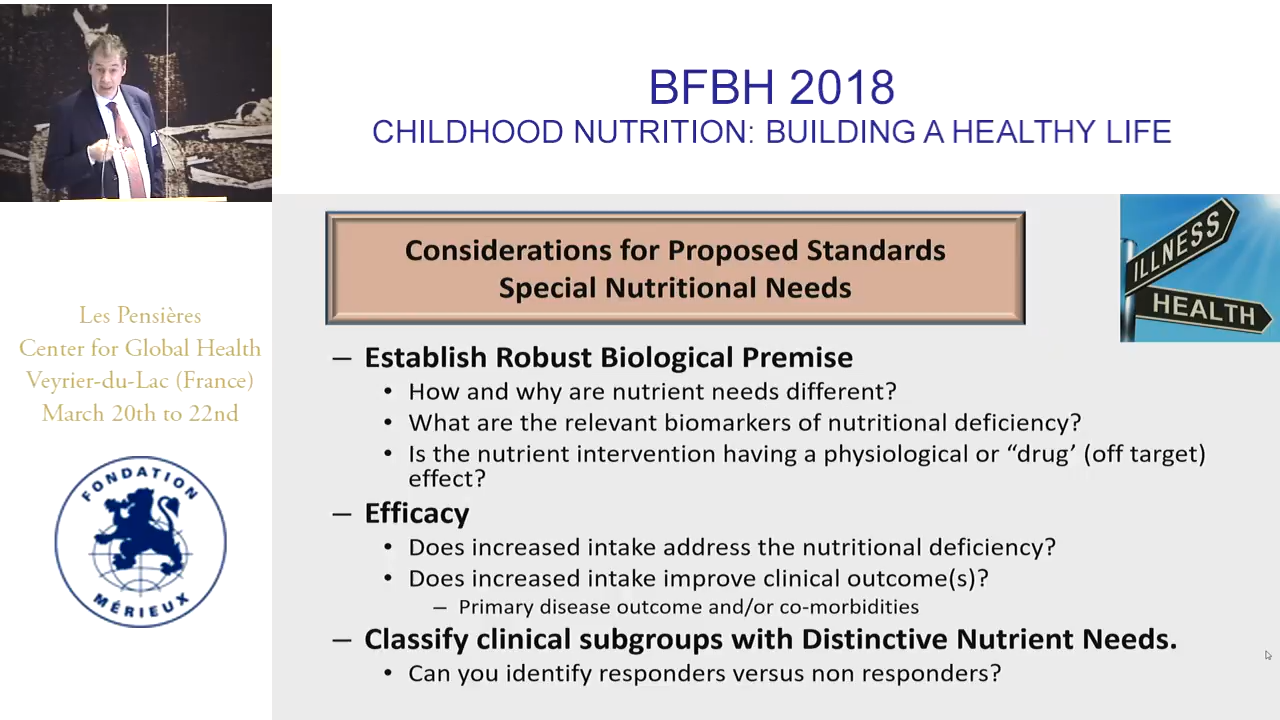 BFBH 2018
CHILDHOOD NUTRITION: BUILDING A HEALTHY LIFE
Les Pensières
Center for Global Health
Veyrier-du-Lac (France)
March 20th to 22nd
FONDATION
MÉRIEUX
Considerations for Proposed Standards
Special Nutritional Needs
ILLNESS
HEALTH
– Establish Robust Biological Premise
• How and why are nutrient needs different?
• What are the relevant biomarkers of nutritional deficiency?
• Is the nutrient intervention having a physiological or “drug’ (off target)
effect?
– Efficacy
• Does increased intake address the nutritional deficiency?
• Does increased intake improve clinical outcome(s)?
– Primary disease outcome and/or co-morbidities
– Classify clinical subgroups with Distinctive Nutrient Needs.
• Can you identify responders versus non responders?